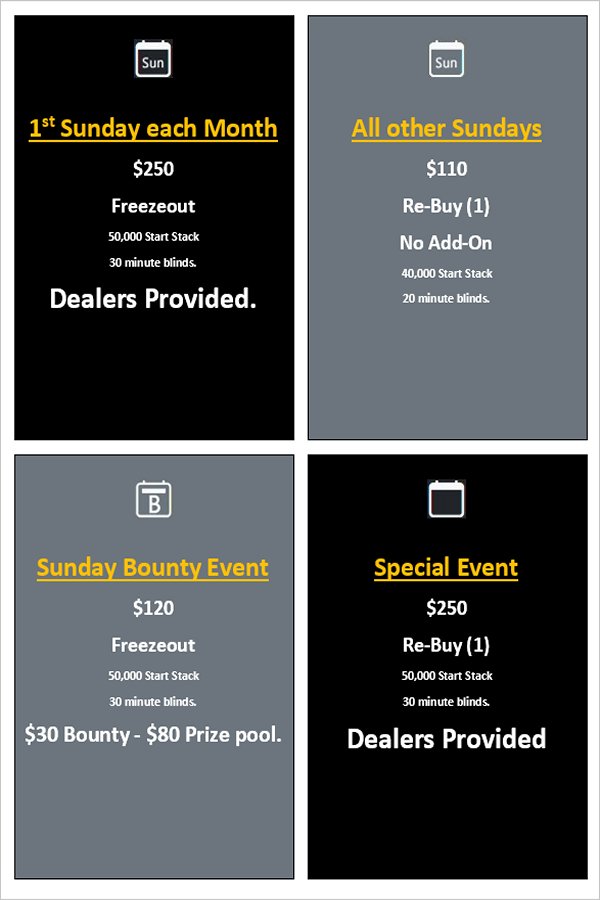 Sun
1st Sunday each Month
$250
Freezeout
50,000 Start Stack
30 minute blinds.
Dealers Provided.
Sun
All other Sundays
$110
Re-Buy (1)
No Add-On
40,000 Start Stack
20 minute blinds.
B
Sunday Bounty Event
$120
Freezeout
50,000 Start Stack
30 minute blinds.
$30 Bounty - $80 Prize pool.
Special Event
$250
Re-Buy (1)
50,000 Start Stack
30 minute blinds.
Dealers Provided